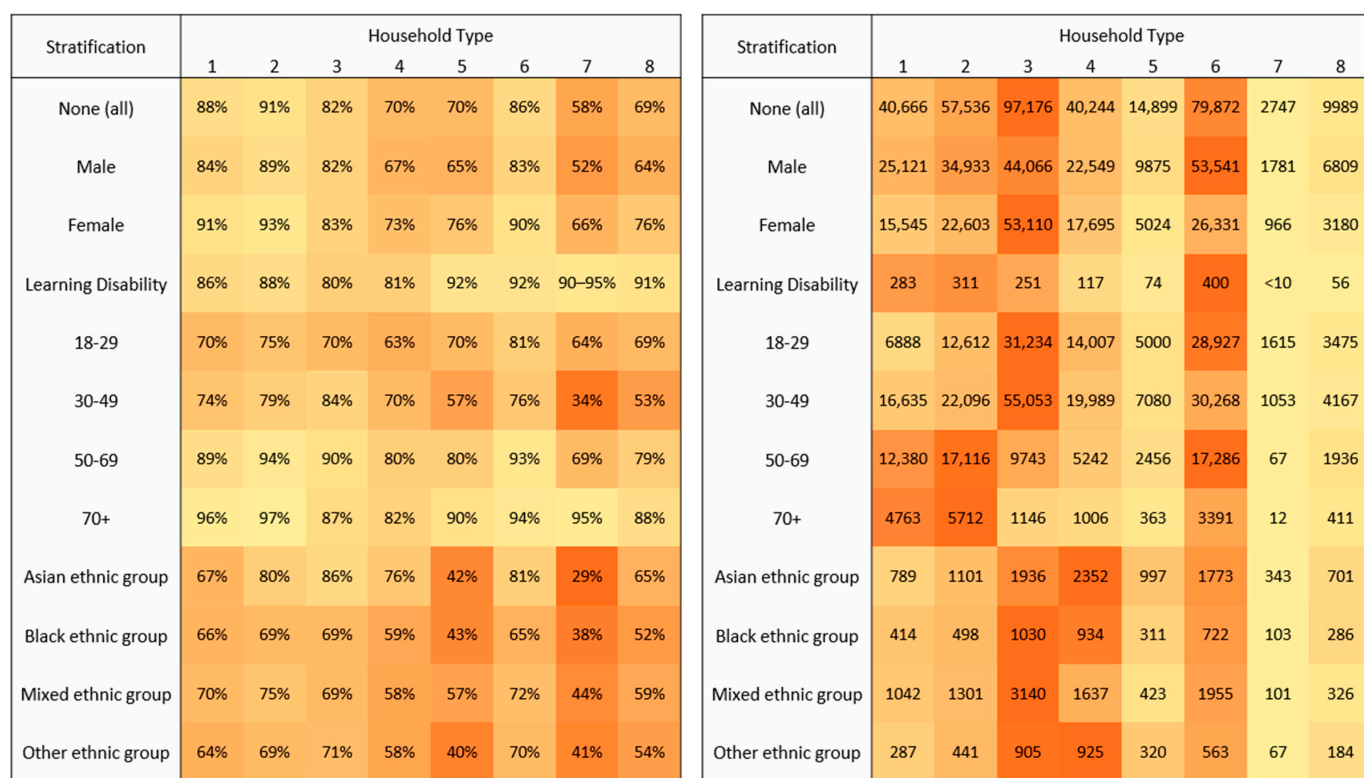 Stratification Household Type
1 2 3 4 5 6 7 8
None (all) 88% 91% 82% 70% 70% 86% 58% 69%
Male 84% 89% 82% 67% 65% 83% 52% 64%
Female 91% 93% 83% 73% 76% 90% 66% 76%
Learning Disability 86% 88% 80% 81% 92% 92% 90–95% 91%
18-29 70% 75% 70% 63% 70% 81% 64% 69%
30-49 74% 79% 84% 70% 57% 76% 34% 53%
50-69 89% 94% 90% 80% 80% 93% 69% 79%
70+ 96% 97% 87% 82% 90% 94% 95% 88%
Asian ethnic group 67% 80% 86% 76% 42% 81% 29% 65%
Black ethnic group 66% 69% 69% 59% 43% 65% 38% 52%
Mixed ethnic group 70% 75% 69% 58% 57% 72% 44% 59%
Other ethnic group 64% 69% 71% 58% 40% 70% 41% 54%
Stratification Household Type
1 2 3 4 5 6 7 8
None (all) 40,666 57,536 97,176 40,244 14,899 79,872 2747 9989
Male 25,121 34,933 44,066 22,549 9875 53,541 1781 6809
Female 15,545 22,603 53,110 17,695 5024 26,331 966 3180
Learning Disability 283 311 251 117 74 400 <10 56
18-29 6888 12,612 31,234 14,007 5000 28,927 1615 3475
30-49 16,635 22,096 55,053 19,989 7080 30,268 1053 4167
50-69 12,380 17,116 9743 5242 2456 17,286 67 1936
70+ 4763 5712 1146 1006 363 3391 12 411
Asian ethnic group 789 1101 1936 2352 997 1773 343 701
Black ethnic group 414 498 1030 934 311 722 103 286
Mixed ethnic group 1042 1301 3140 1637 423 1955 101 326
Other ethnic group 287 441 905 925 320 563 67 184